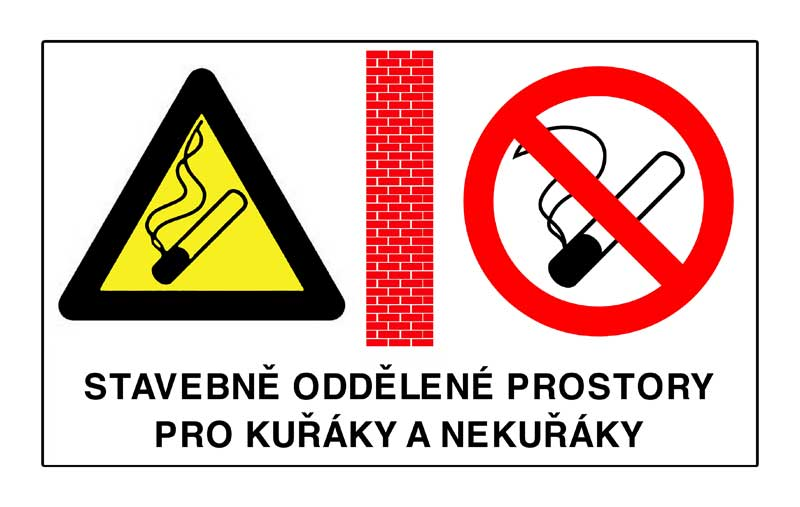 STAVEBNĚ ODDĚLENÉ PROSTORY
PRO KUŘÁKY A NEKUŘÁKY